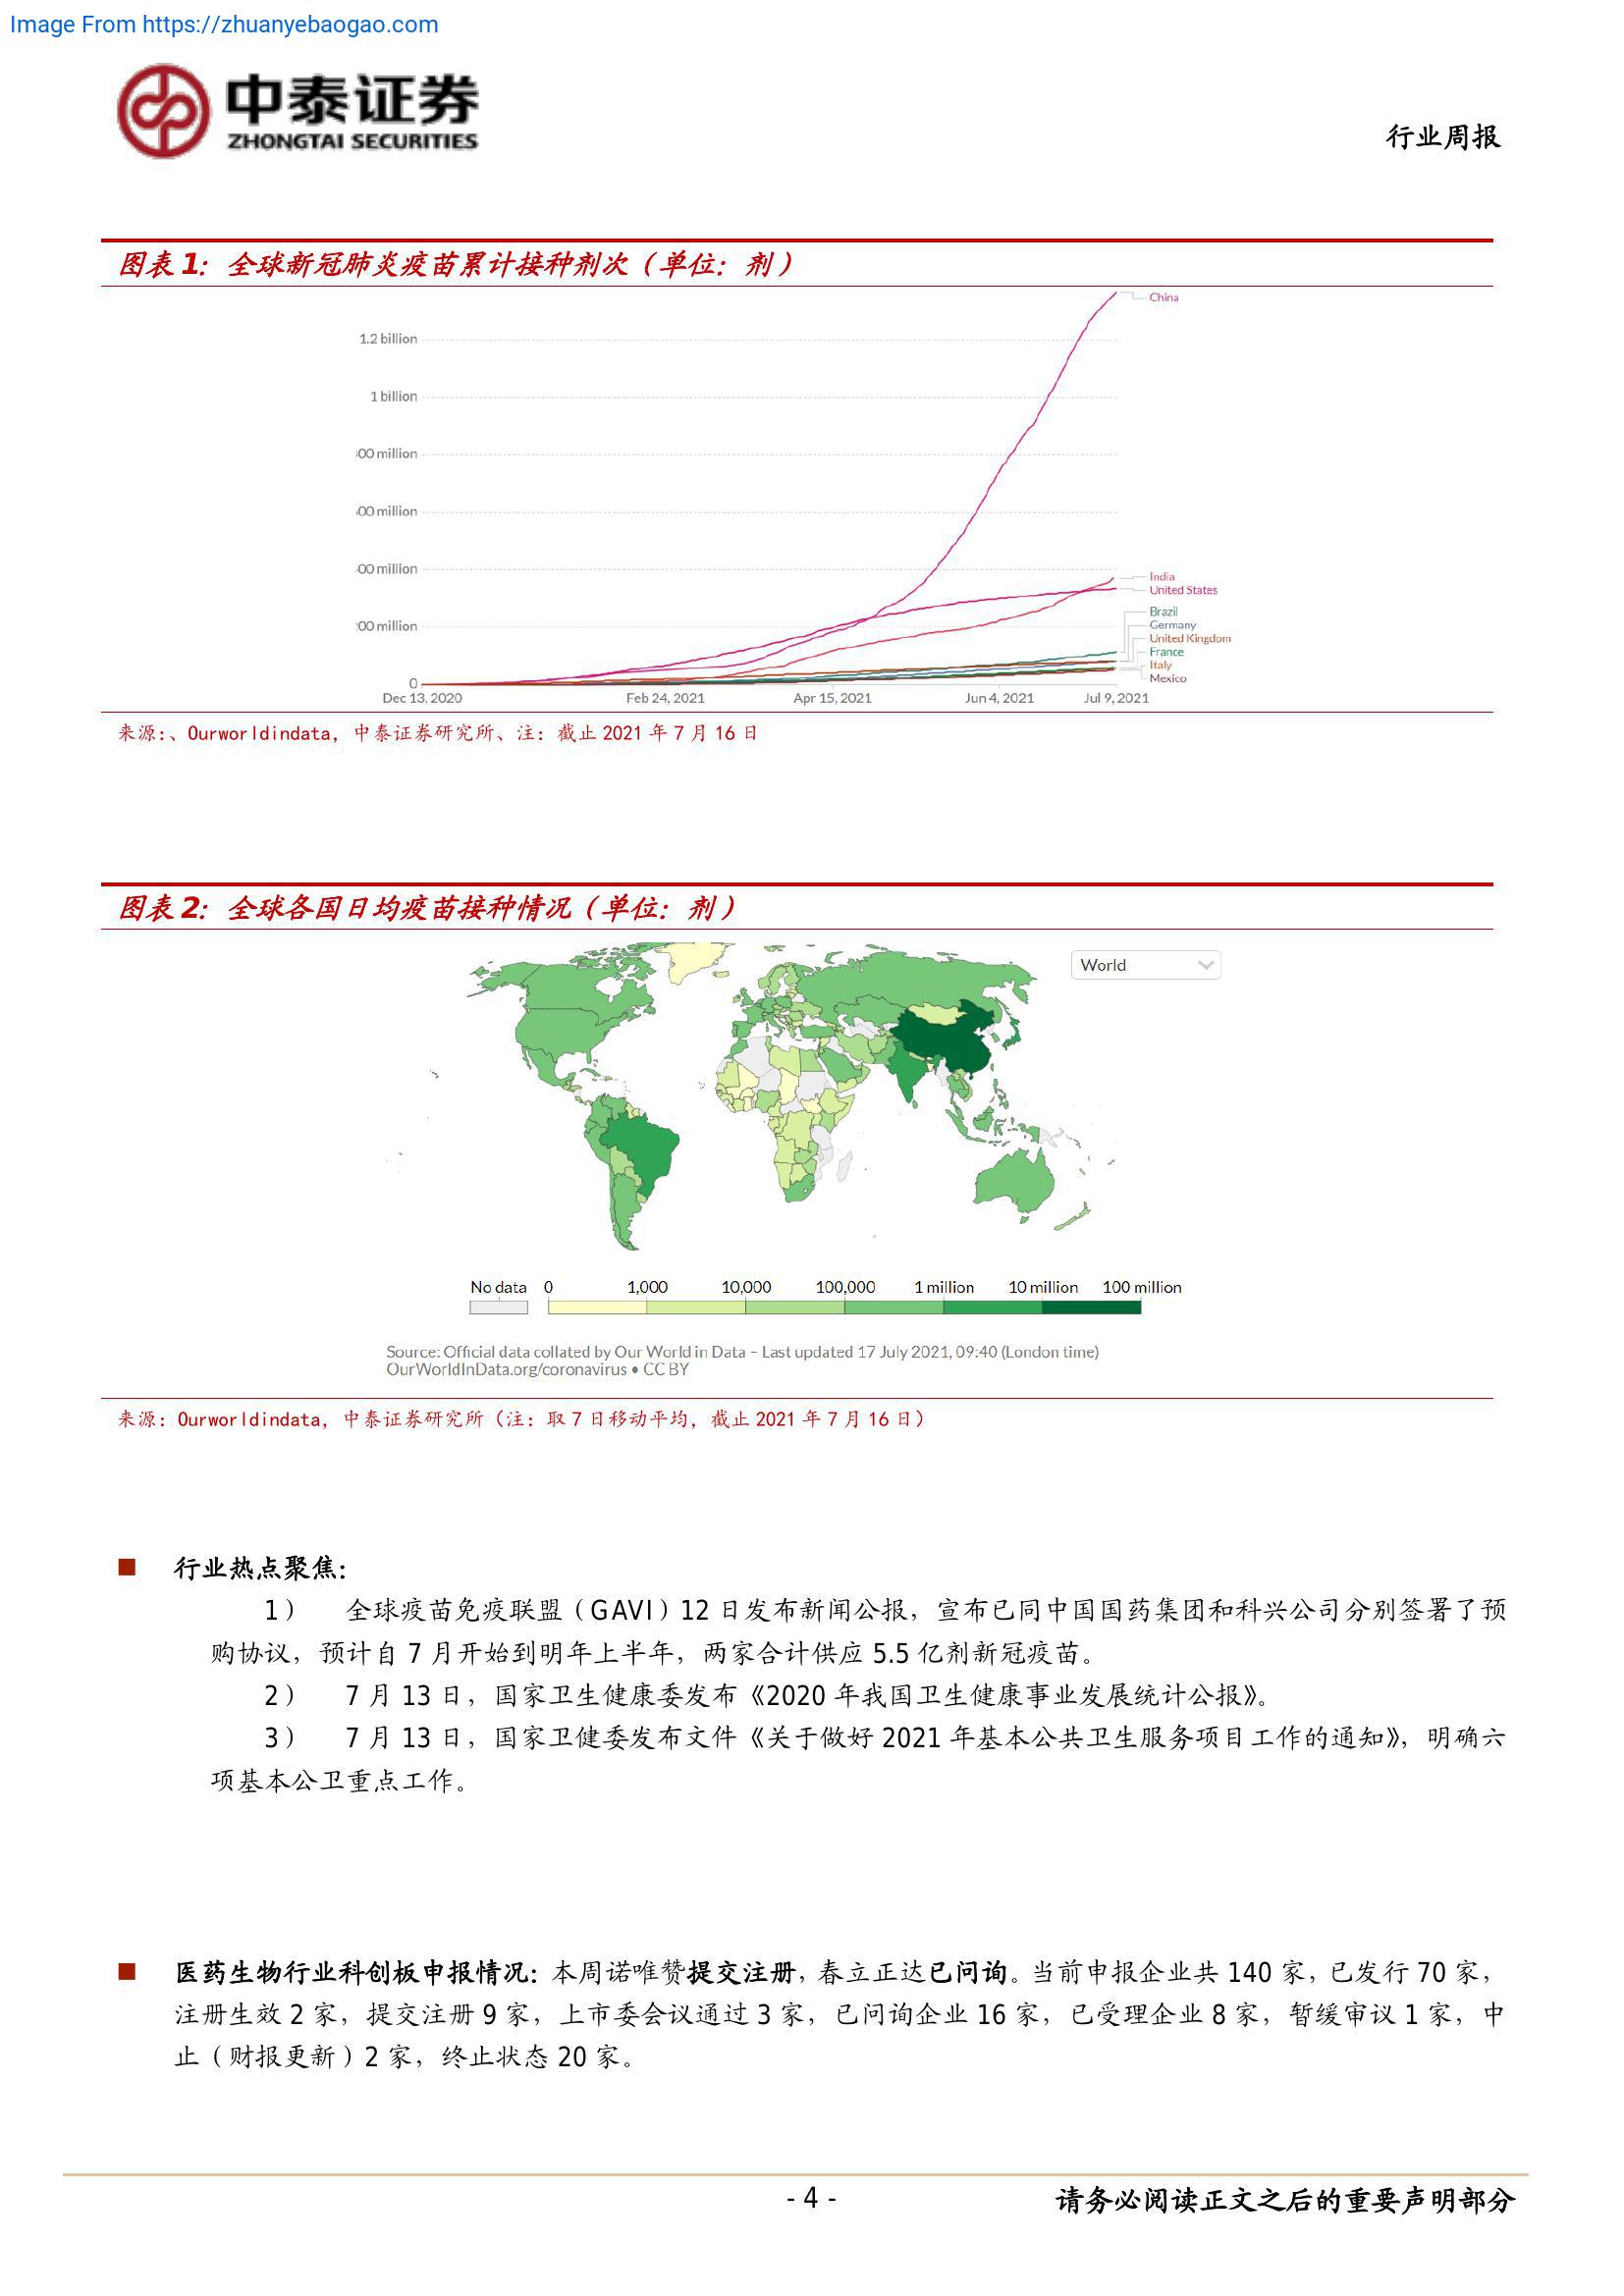 Image From https://zhuanyebaogao.com
中泰证券
ZHONGTAI SECURITIES
行业周报
图表 1：全球新冠肺炎疫苗累计接种剂次（单位：剂）
China
1.2 billion
1 billion
00 million
00 million
00 million
00 million
0
India
United States
Brazil
Germany
United Kingdom
France
Italy
Mexico
Dec 13, 2020
Feb 24, 2021
Apr 15, 2021
Jun 4, 2021
Jul 9, 2021
来源：、Ourworldindata，中泰证券研究所、注：截止 2021 年 7 月 16 日
图表 2：全球各国日均疫苗接种情况（单位：剂）
World
No data 0 1,000 10,000 100,000 1 million 10 million 100 million
Source: Official data collated by Our World in Data – Last updated 17 July 2021, 09:40 (London time)
OurWorldInData.org/coronavirus • CC BY
来源：Ourworldindata，中泰证券研究所（注：取 7 日移动平均，截止 2021 年 7 月 16 日）
■ 行业热点聚焦：
1） 全球疫苗免疫联盟（GAVI）12 日发布新闻公报，宣布已同中国国药集团和科兴公司分别签署了预
购协议，预计自 7 月开始到明年上半年，两家合计供应 5.5 亿剂新冠疫苗。
2） 7 月 13 日，国家卫生健康委发布《2020 年我国卫生健康事业发展统计公报》。
3） 7 月 13 日，国家卫健委发布文件《关于做好 2021 年基本公共卫生服务项目工作的通知》，明确六
项基本公卫重点工作。
■ 医药生物行业科创板申报情况：本周诺唯赞提交注册，春立正达已问询。当前申报企业共 140 家，已发行 70 家，
注册生效 2 家，提交注册 9 家，上市委会议通过 3 家，已问询企业 16 家，已受理企业 8 家，暂缓审议 1 家，中
止（财报更新）2 家，终止状态 20 家。
- 4 -
请务必阅读正文之后的重要声明部分